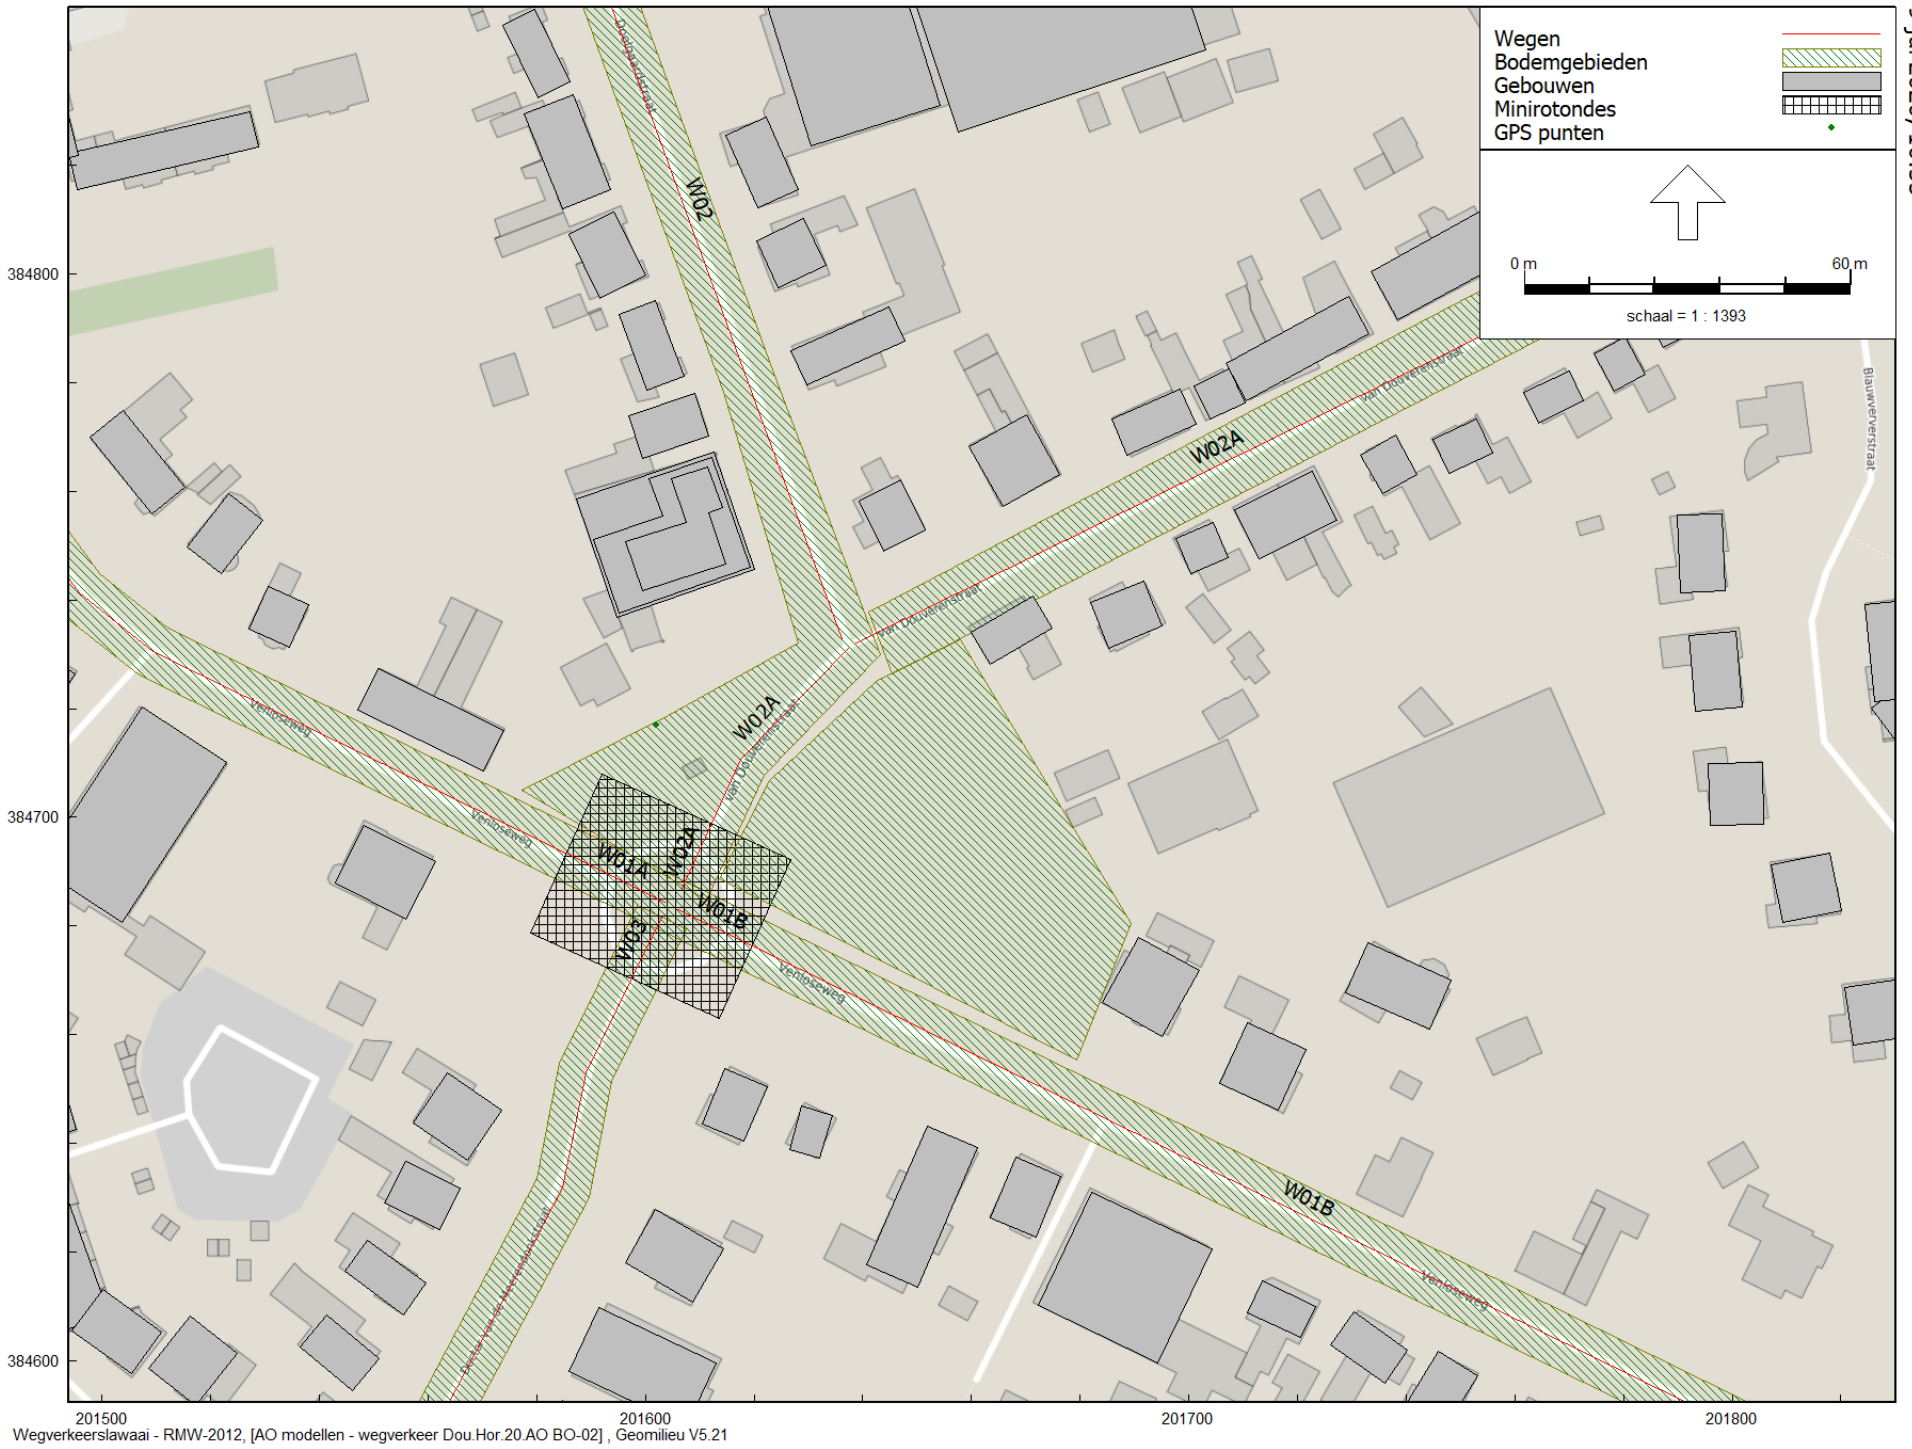 Wegen
Bodemgebieden
Gebouwen
Minirotondes
GPS punten
0 m 60 m
schaal = 1 : 1393
Doolgaardstraat
W02
384800
van Douverenstraat
Blauwververstraat
W02A
van Douverenstraat
W02A
van Douverenstraat
Venloseweg
384700
Venloseweg
W02A
W01A
W01B
W03
Venloseweg
W01B
Venloseweg
384600
201500 201600 201700 201800
Wegverkeerslawaai - RMW-2012, [AO modellen - wegverkeer Dou.Hor.20.AO BO-02] , Geomilieu V5.21